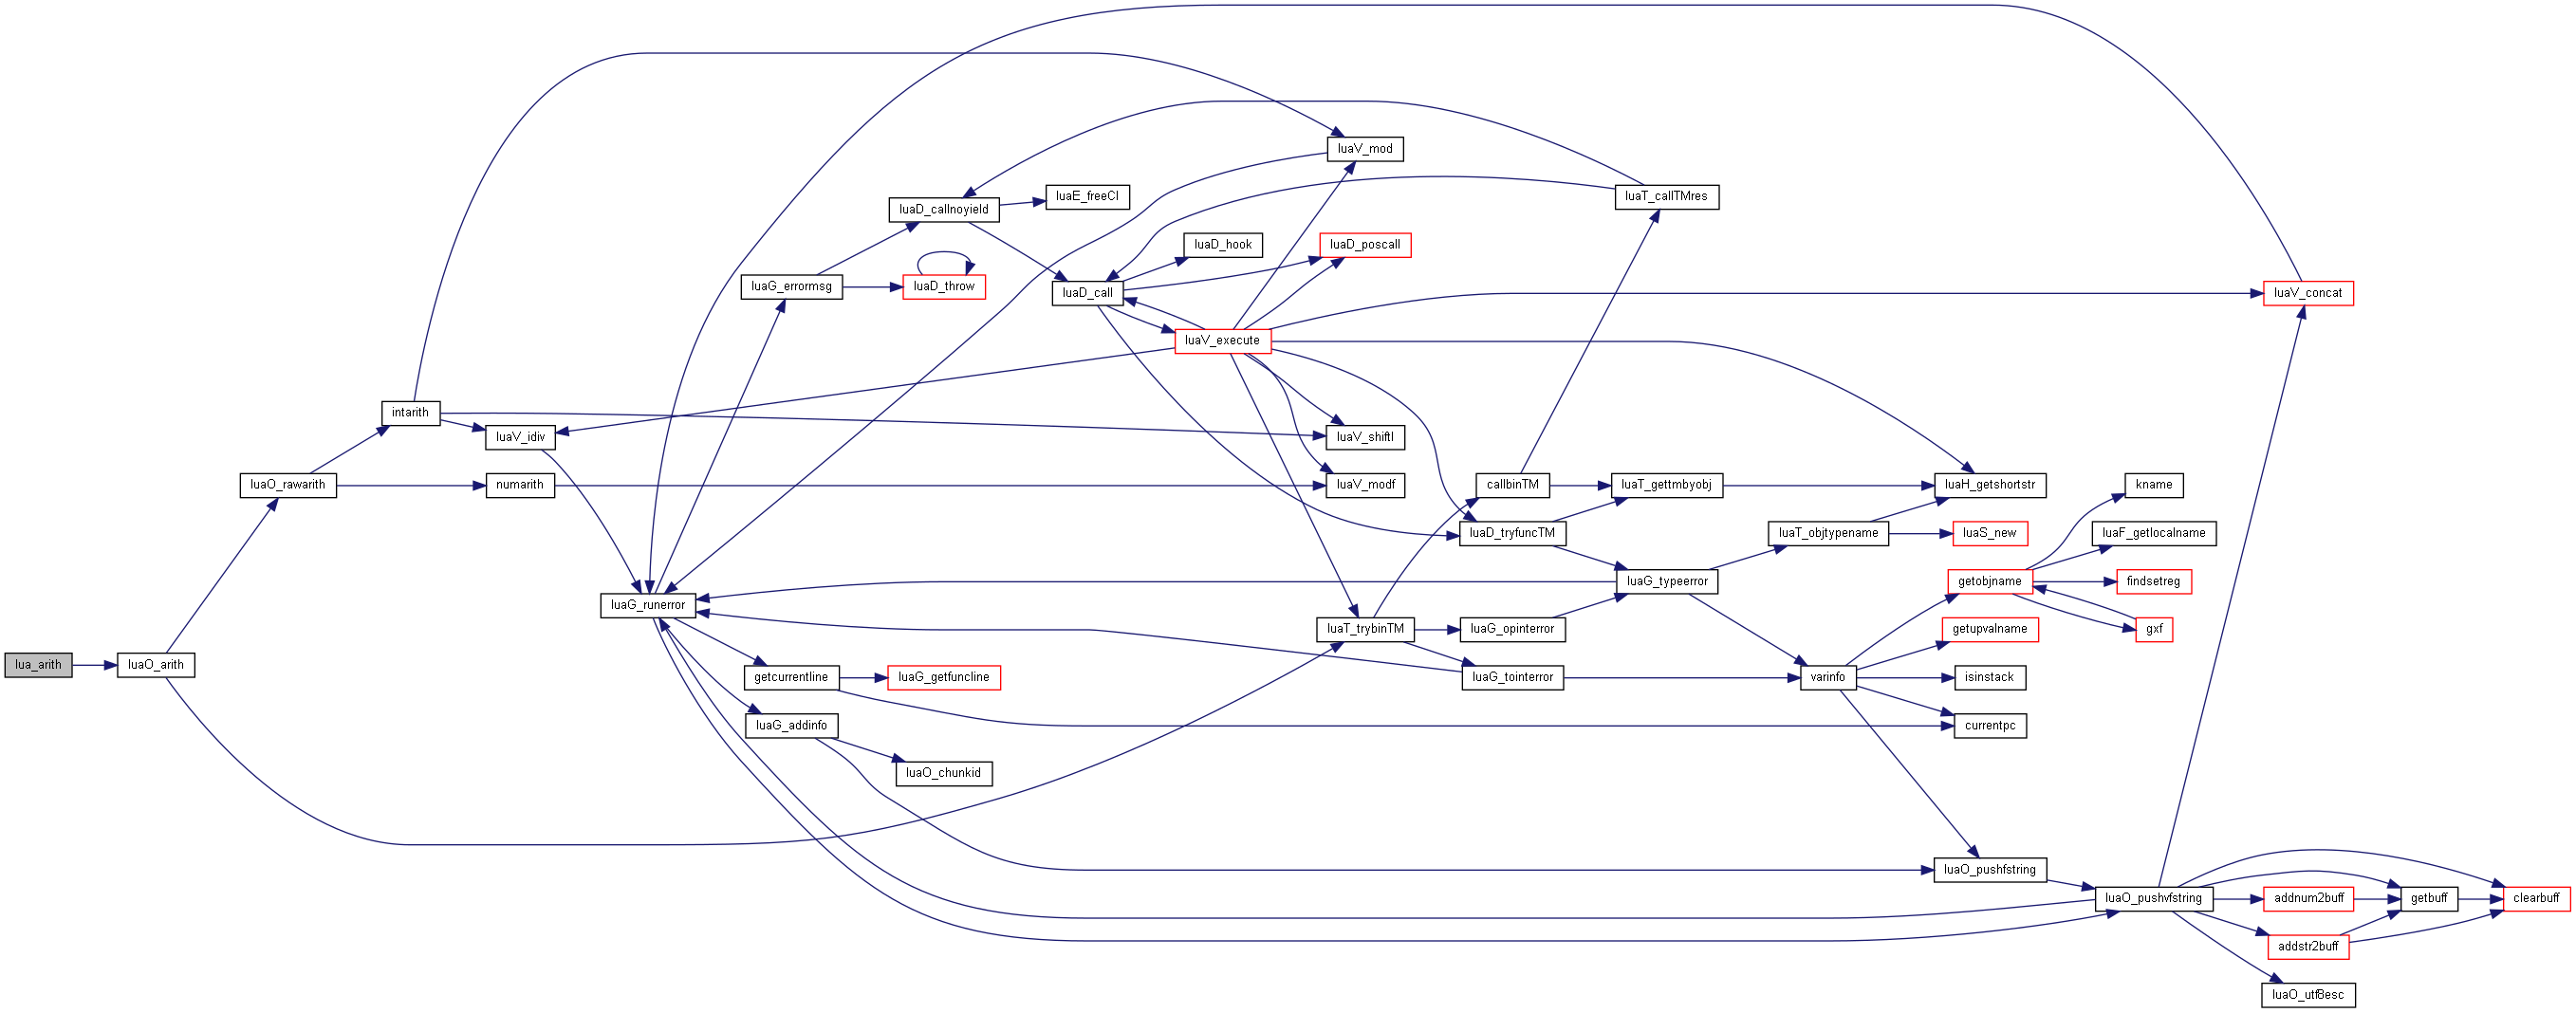 luaV_mod
luaT_callTMres
luaE_freeCI
luaD_callnoyield
luaD_hook
luaD_poscall
luaG_errormsg
luaD_throw
luaD_call
luaV_concat
luaV_execute
intarith
luaV_idiv
luaV_shiftl
luaO_rawarith
numarith
luaV_modf
callbinTM
luaT_gettmbyobj
luaH_getshortstr
kname
luaD_tryfuncTM
luaT_objtypename
luaS_new
luaF_getlocalname
luaG_typeerror
getobjname
findsetreg
luaG_runerror
luaT_trybinTM
luaG_opinterror
getupvalname
gxf
lua_arith
luaO_arith
getcurrentline
luaG_getfuncline
luaG_tointerror
varinfo
isinstack
luaG_addinfo
currentpc
luaO_chunkid
luaO_pushfstring
luaO_pushvfstring
addnum2buff
getbuff
clearbuff
addstr2buff
luaO_utf8esc